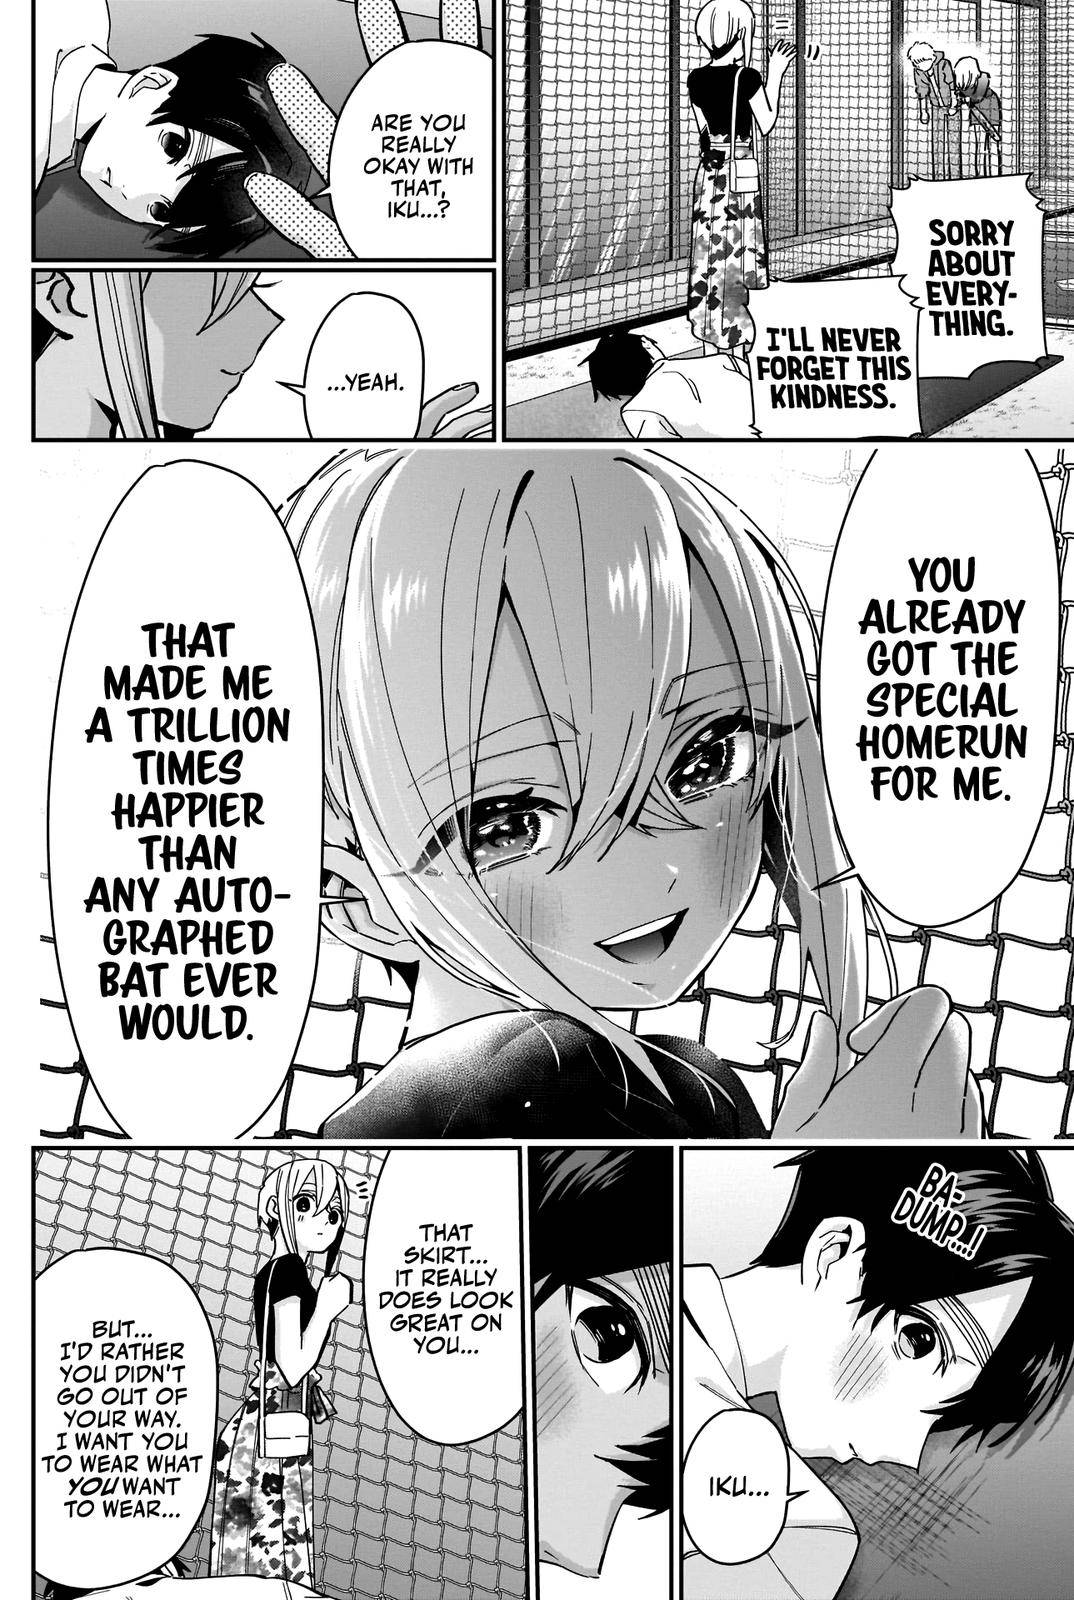 SORRY
ABOUT
EVERY-
THING.
I'LL NEVER
FORGET THIS
KINDNESS.
ARE YOU
REALLY
OKAY WITH
THAT,
IKU...?
...YEAH.
YOU
ALREADY
GOT THE
SPECIAL
HOMERUN
FOR ME.
THAT
MADE ME
A TRILLION
TIMES
HAPPIER
THAN
ANY AUTO-
GRAPHED
BAT EVER
WOULD.
BA-
DUMP...!
IKU...
THAT
SKIRT...
IT REALLY
DOES LOOK
GREAT ON
YOU...
BUT...
I'D RATHER
YOU DIDN'T
GO OUT OF
YOUR WAY.
I WANT YOU
TO WEAR WHAT
YOU WANT
TO WEAR...